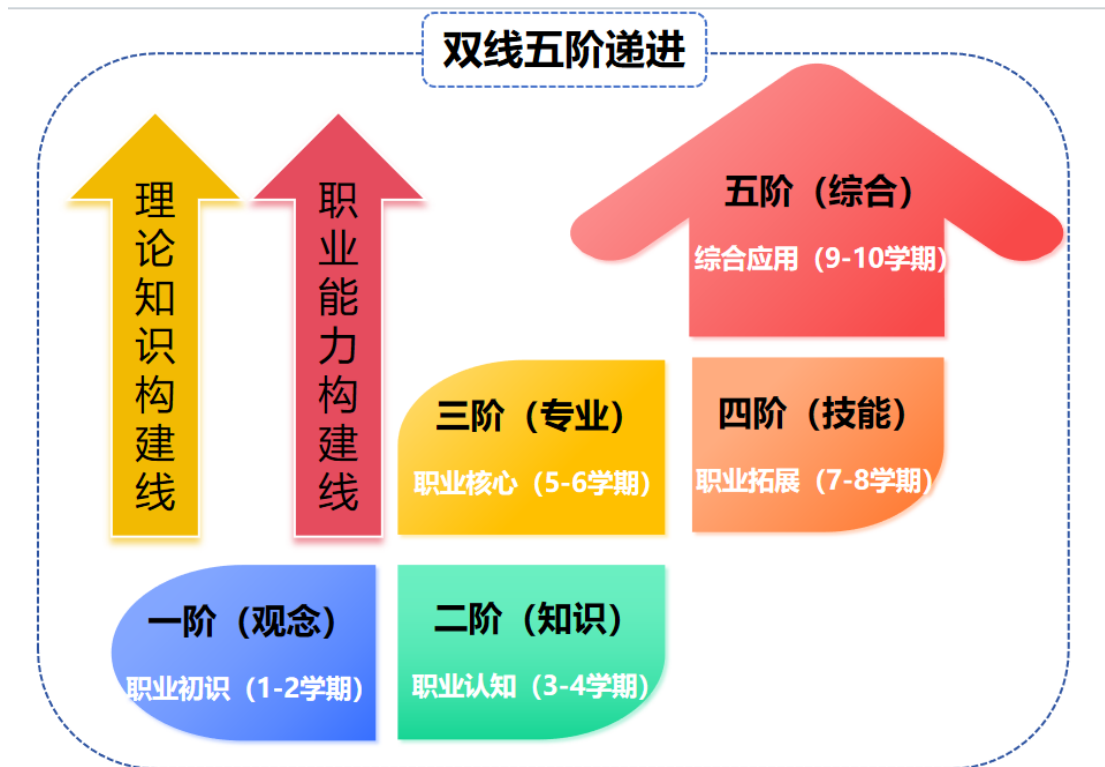 双线五阶递进
理论知识构建线
职业能力构建线
五阶（综合）
综合应用（9-10学期）
三阶（专业）
职业核心（5-6学期）
四阶（技能）
职业拓展（7-8学期）
一阶（观念）
职业初识（1-2学期）
二阶（知识）
职业认知（3-4学期）